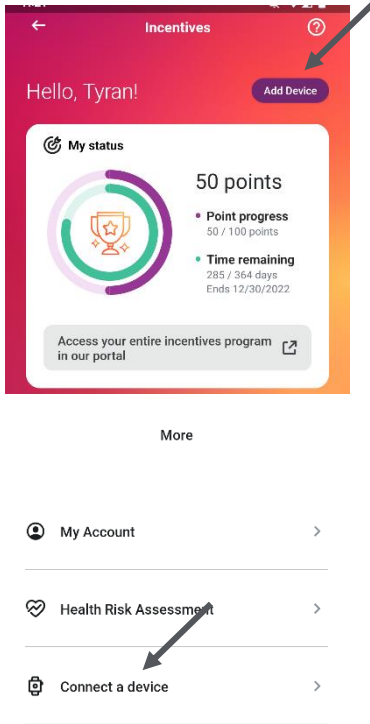 Incentives
Hello, Tyran!
Add Device
My status
50 points
Point progress
50 / 100 points
Time remaining
285 / 364 days
Ends 12/30/2022
Access your entire incentives program
in our portal
More
My Account
Health Risk Assessment
Connect a device